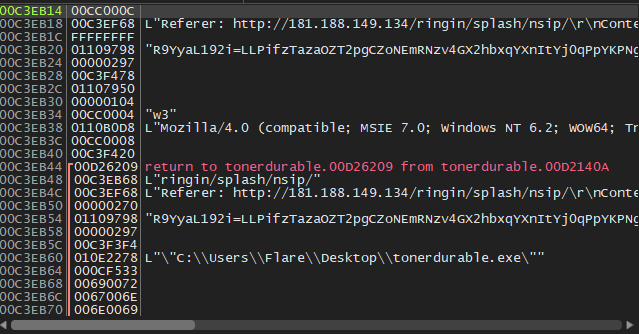 00C3EB14 00CC000C
00C3EB18 00C3EF68 L"Referer: http://181.188.149.134/ringin/splash/nsip/\r\nConte
00C3EB1C FFFFFFFF
00C3EB20 01109798 "R9YyaL192i=LLPifzTazaOZT2pgCZoNEmRNzv4GX2hbxqYXnItYj0qPpYKPNg
00C3EB24 00000297
00C3EB28 00C3F478
00C3EB2C 01107950
00C3EB30 00000104
00C3EB34 00CC0004 "w3"
00C3EB38 0110B0D8 L"Mozilla/4.0 (compatible; MSIE 7.0; Windows NT 6.2; WOW64; Tr
00C3EB3C 00CC0008
00C3EB40 00C3F420
00C3EB44 00D26209 return to tonerdurable.00D26209 from tonerdurable.00D2140A
00C3EB48 00C3EB68 L"ringin/splash/nsip/"
00C3EB4C 00C3EF68 L"Referer: http://181.188.149.134/ringin/splash/nsip/\r\nConte
00C3EB50 00000270
00C3EB54 01109798 "R9YyaL192i=LLPifzTazaOZT2pgCZoNEmRNzv4GX2hbxqYXnItYj0qPpYKPNg
00C3EB58 00000297
00C3EB5C 00C3F3F4
00C3EB60 010E2278 L"\"C:\\Users\\Flare\\Desktop\\tonerdurable.exe\""
00C3EB64 000CF533
00C3EB68 00690072
00C3EB6C 0067006E
00C3EB70 006E0069